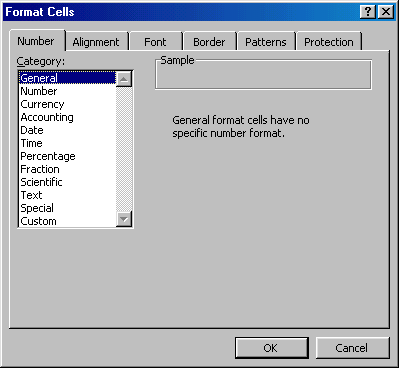 Format Cells
Number Alignment Font Border Patterns Protection
Category:
General
Number
Currency
Accounting
Date
Time
Percentage
Fraction
Scientific
Text
Special
Custom
Sample
General format cells have no
specific number format.
OK Cancel